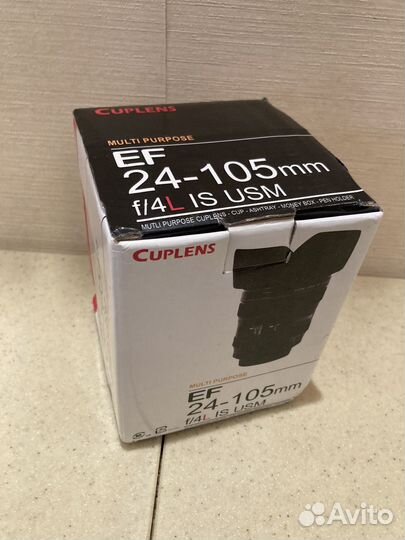 CUPLENS
MULTI PURPOSE
EF
24-105mm
f/4L IS USM
MUTLI PURPOSE CUPLENS - CUP - ASHTRAY - MONEY BOX - PEN HOLDER
CUPLENS
MULTI PURPOSE
EF
24-105mm
f/4L IS USM
Avito